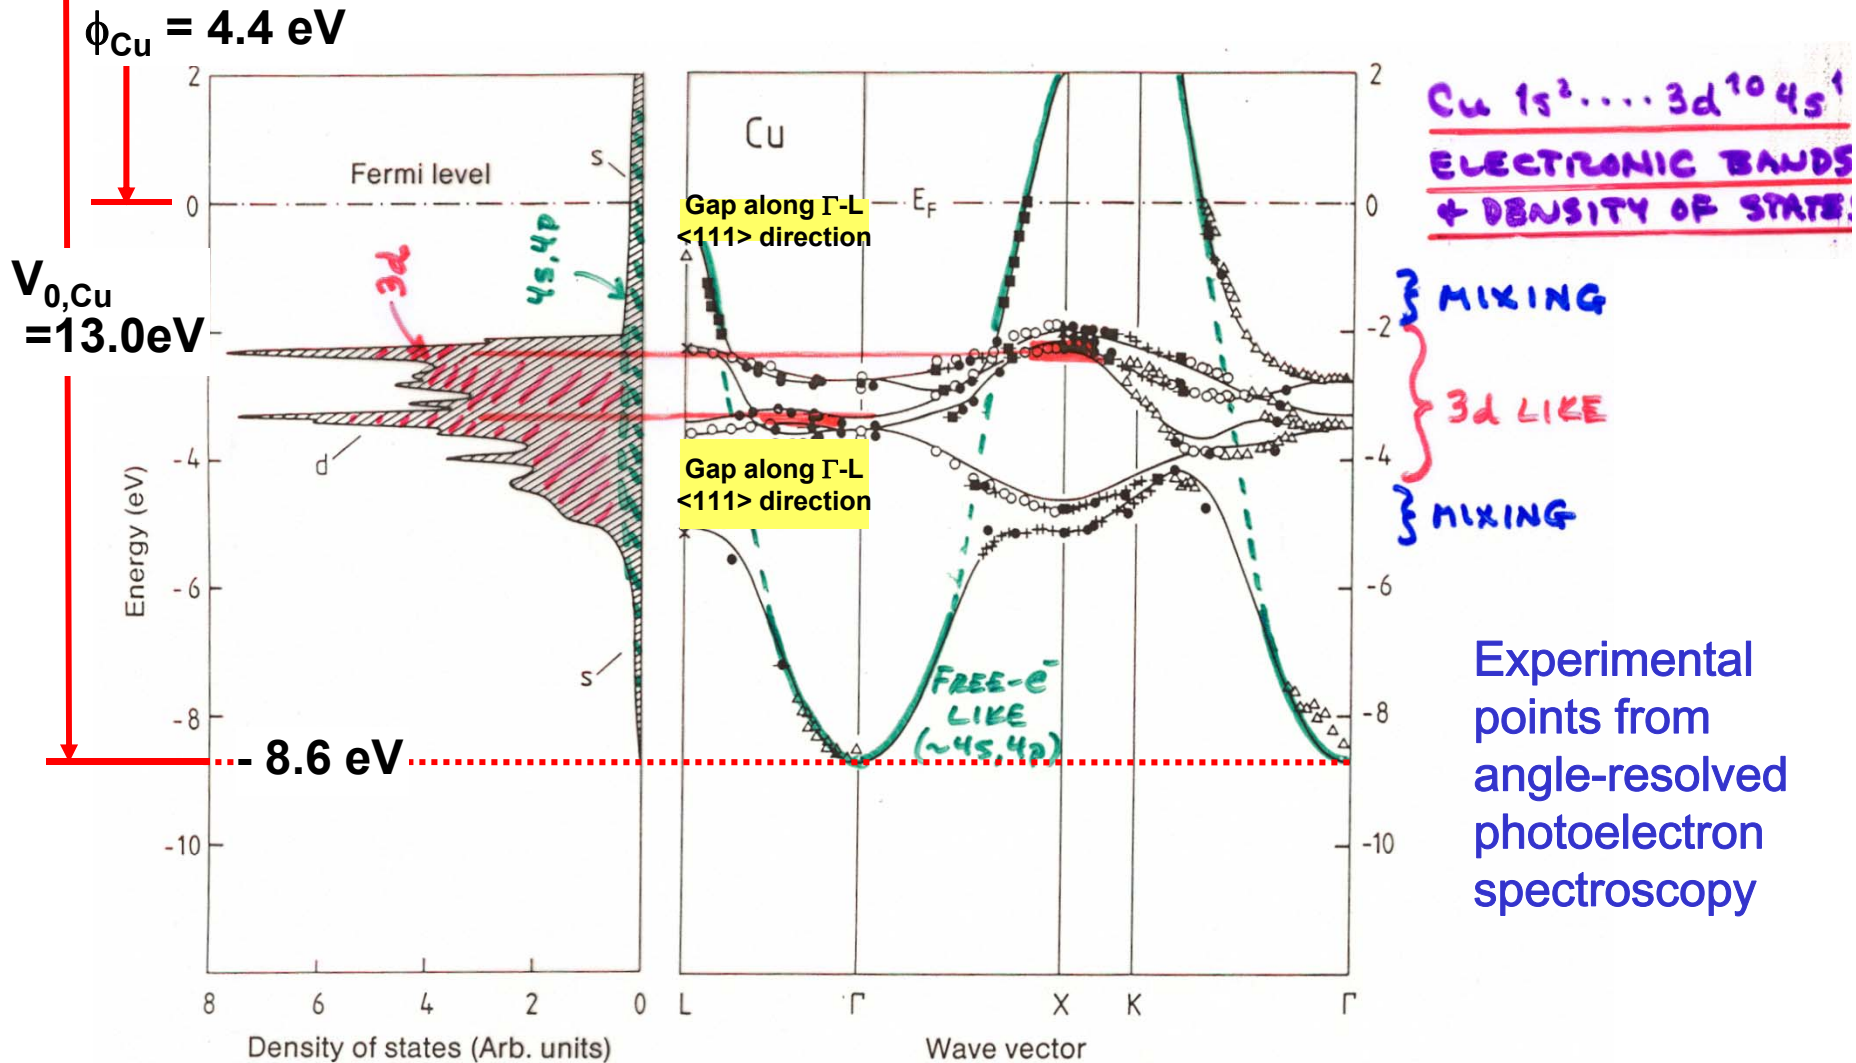 ϕCu = 4.4 eV
V0,Cu
=13.0eV
- 8.6 eV
2
0
-4
-6
-8
-10
Energy (eV)
Fermi level
s
3d
4s,4p
d
s
8
6
4
2
0
Density of states (Arb. units)
Cu
EF
Gap along Γ-L
<111> direction
Gap along Γ-L
<111> direction
FREE-e-
LIKE
(~4s,4p)
L
Γ
X
K
Γ
Wave vector
2
0
-2
-4
-6
-8
-10
Cu 1s² .... 3d¹⁰ 4s¹
ELECTRONIC BANDS
+ DENSITY OF STATES
} MIXING
} 3d LIKE
} MIXING
Experimental
points from
angle-resolved
photoelectron
spectroscopy